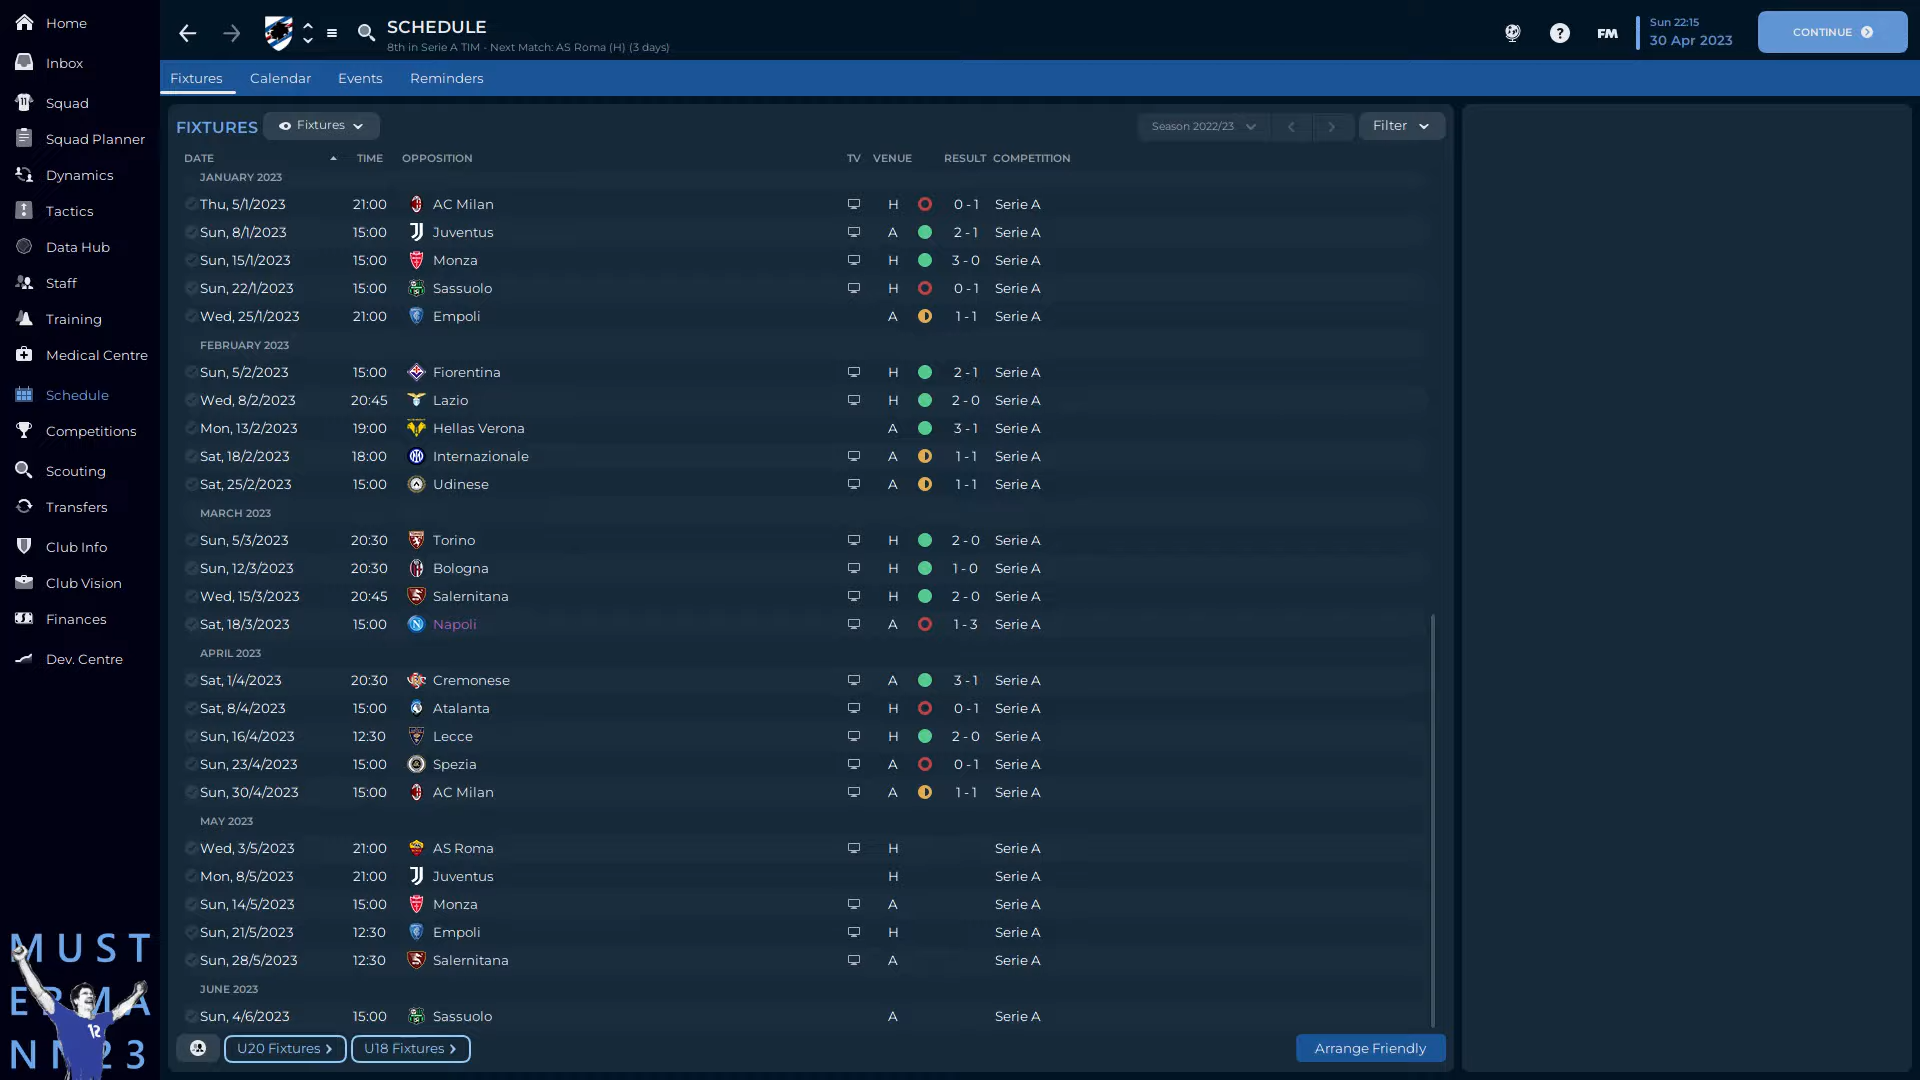 Home
Inbox
Squad
Squad Planner
Dynamics
Tactics
Data Hub
Staff
Training
Medical Centre
Schedule
Competitions
Scouting
Transfers
Club Info
Club Vision
Finances
Dev. Centre
MUST
ERMA
NN23
12
SCHEDULE
8th in Serie A TIM - Next Match: AS Roma (H) (3 days)
FM
Sun 22:15
30 Apr 2023
CONTINUE
Fixtures Calendar Events Reminders
FIXTURES Fixtures Season 2022/23 Filter
DATE TIME OPPOSITION TV VENUE RESULT COMPETITION
JANUARY 2023
Thu, 5/1/2023 21:00 AC Milan H 0 - 1 Serie A
Sun, 8/1/2023 15:00 Juventus A 2 - 1 Serie A
Sun, 15/1/2023 15:00 Monza H 3 - 0 Serie A
Sun, 22/1/2023 15:00 Sassuolo H 0 - 1 Serie A
Wed, 25/1/2023 21:00 Empoli A 1 - 1 Serie A
FEBRUARY 2023
Sun, 5/2/2023 15:00 Fiorentina H 2 - 1 Serie A
Wed, 8/2/2023 20:45 Lazio H 2 - 0 Serie A
Mon, 13/2/2023 19:00 Hellas Verona A 3 - 1 Serie A
Sat, 18/2/2023 18:00 Internazionale A 1 - 1 Serie A
Sat, 25/2/2023 15:00 Udinese A 1 - 1 Serie A
MARCH 2023
Sun, 5/3/2023 20:30 Torino H 2 - 0 Serie A
Sun, 12/3/2023 20:30 Bologna H 1 - 0 Serie A
Wed, 15/3/2023 20:45 Salernitana H 2 - 0 Serie A
Sat, 18/3/2023 15:00 Napoli A 1 - 3 Serie A
APRIL 2023
Sat, 1/4/2023 20:30 Cremonese A 3 - 1 Serie A
Sat, 8/4/2023 15:00 Atalanta H 0 - 1 Serie A
Sun, 16/4/2023 12:30 Lecce H 2 - 0 Serie A
Sun, 23/4/2023 15:00 Spezia A 0 - 1 Serie A
Sun, 30/4/2023 15:00 AC Milan A 1 - 1 Serie A
MAY 2023
Wed, 3/5/2023 21:00 AS Roma H Serie A
Mon, 8/5/2023 21:00 Juventus H Serie A
Sun, 14/5/2023 15:00 Monza A Serie A
Sun, 21/5/2023 12:30 Empoli H Serie A
Sun, 28/5/2023 12:30 Salernitana A Serie A
JUNE 2023
Sun, 4/6/2023 15:00 Sassuolo A Serie A
U20 Fixtures U18 Fixtures Arrange Friendly